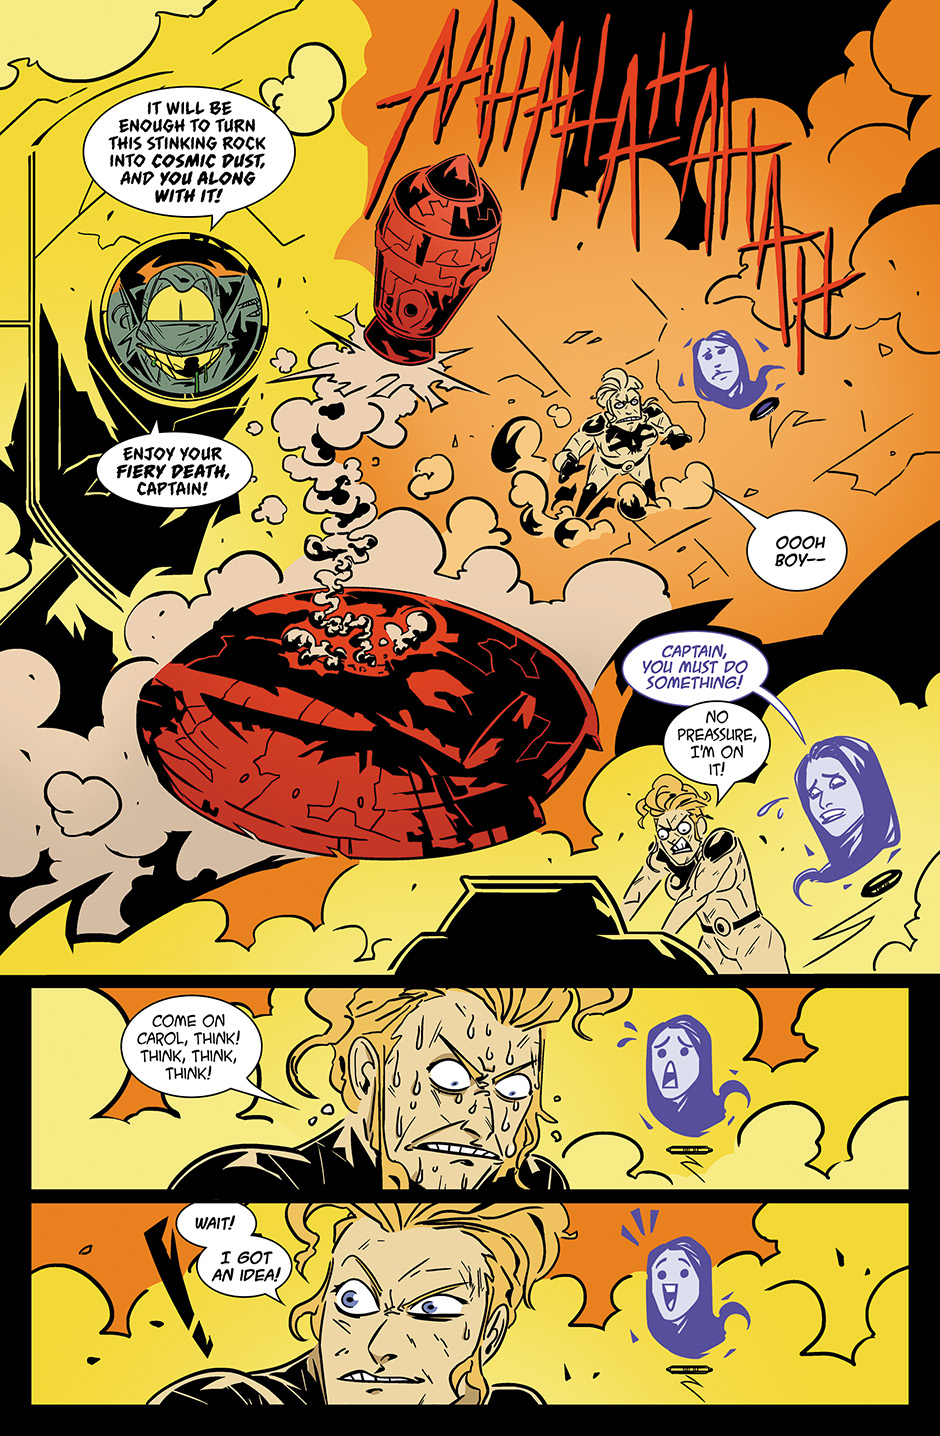 IT WILL BE
ENOUGH TO TURN
THIS STINKING ROCK
INTO COSMIC DUST,
AND YOU ALONG
WITH IT!
AAHAHAHAHAHAHAH
ENJOY YOUR
FIERY DEATH,
CAPTAIN!
OOOH
BOY--
CAPTAIN,
YOU MUST DO
SOMETHING!
NO
PREASSURE,
I'M ON
IT!
COME ON
CAROL, THINK!
THINK, THINK,
THINK!
WAIT!
I GOT
AN IDEA!